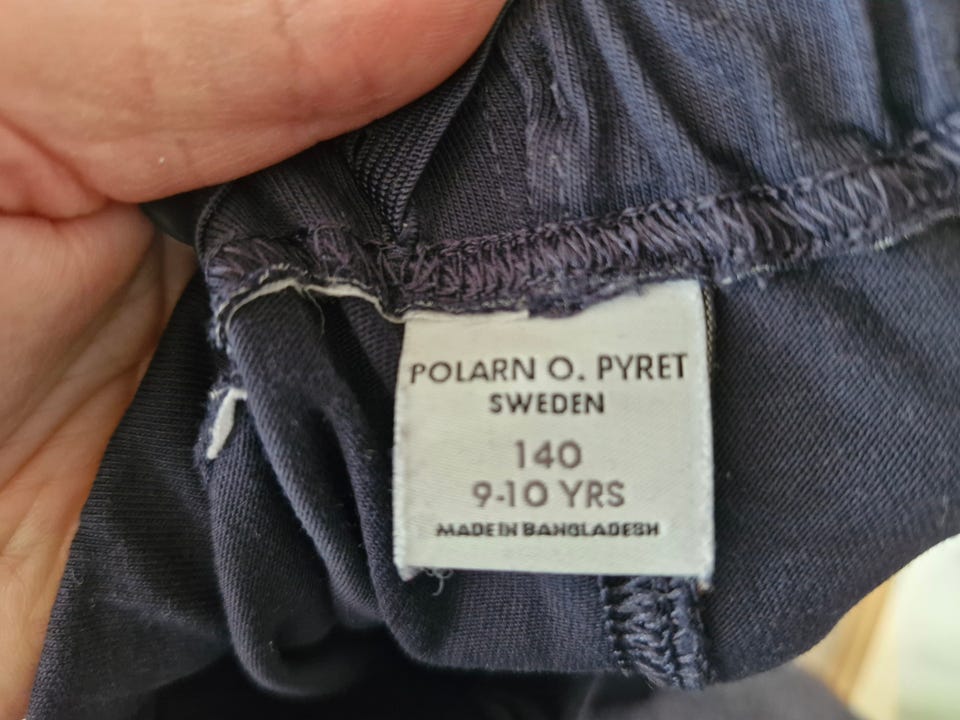 POLARN O. PYRET
SWEDEN
140
9-10 YRS
MADE IN BANGLADESH